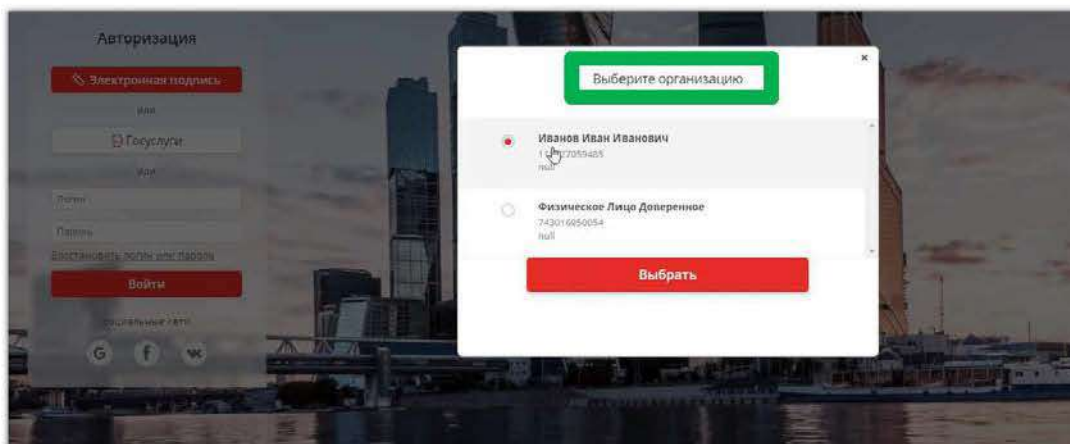 Авторизация
Электронная подпись
или
Госуслуги
или
Логин
Пароль
Восстановить логин или пароль
Войти
социальные сети
G f
Выберите организацию
Иванов Иван Иванович
null
Физическое Лицо Доверенное
743016950054
null
Выбрать